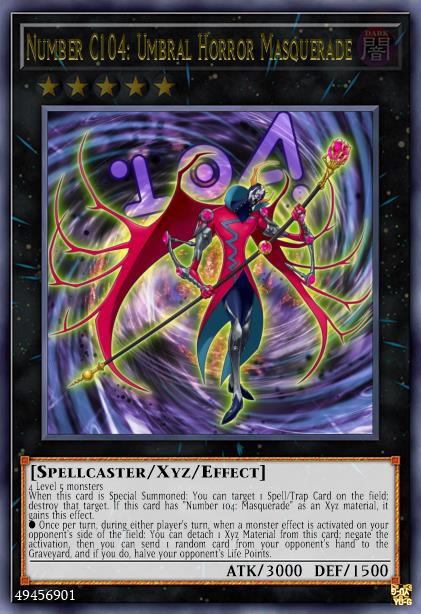 Number C104: Umbral Horror Masquerade
DARK
闇
104
[Spellcaster/Xyz/Effect]
4 Level 5 monsters
When this card is Special Summoned: You can target 1 Spell/Trap Card on the field;
destroy that target. If this card has "Number 104: Masquerade" as an Xyz material, it
gains this effect.
● Once per turn, during either player's turn, when a monster effect is activated on
your opponent's side of the field: You can detach 1 Xyz Material from this card; negate the
activation, then you can send 1 random card from your opponent's hand to the
Graveyard, and if you do, halve your opponent's Life Points.
ATK/3000 DEF/1500
49456901